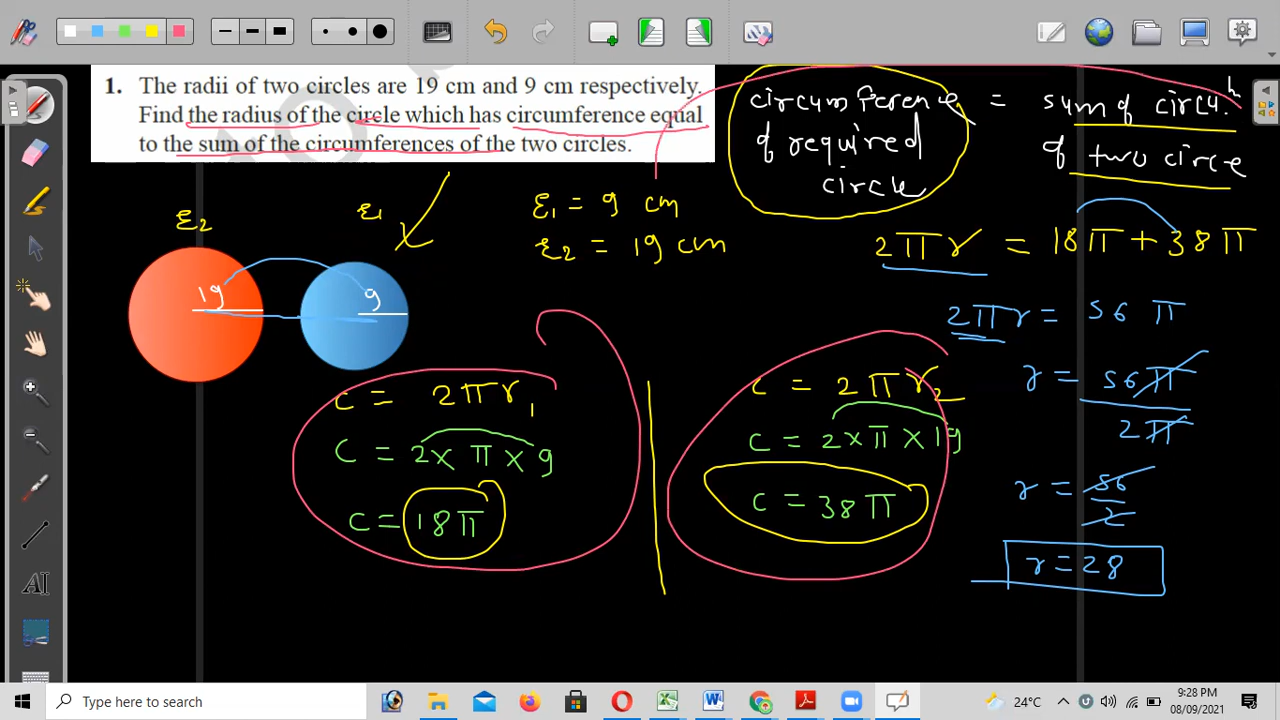 1. The radii of two circles are 19 cm and 9 cm respectively.
Find the radius of the circle which has circumference equal
to the sum of the circumferences of the two circles.
circumference = sum of circu.
of required of two circle
circle
r2 r1
r1 = 9 cm
r2 = 19 cm
19 9
2πr = 18π + 38π
2πr = 56 π
r = 56π
2π
r = 56
2
r = 28
C = 2πr1
C = 2 × π × 9
C = 18π
C = 2πr2
C = 2 × π × 19
C = 38π
AI
Type here to search
24°C
9:28 PM
08/09/2021